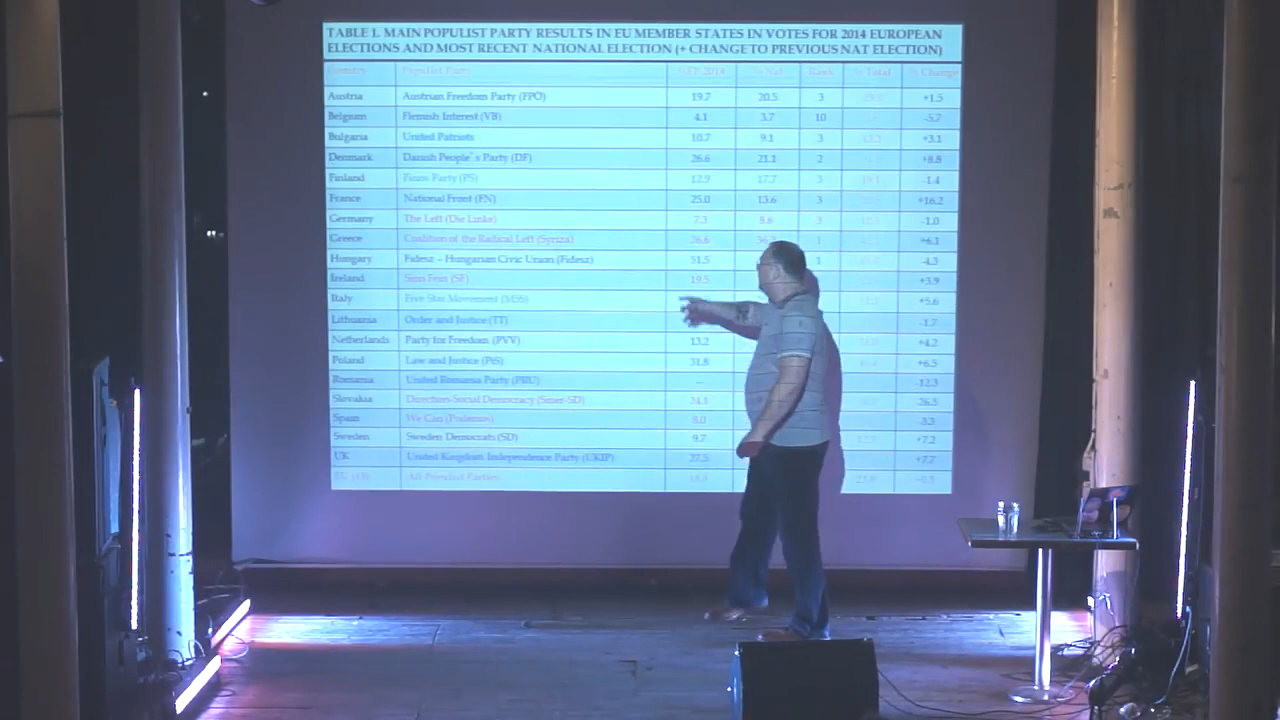 TABLE 1. MAIN POPULIST PARTY RESULTS IN EU MEMBER STATES IN VOTES FOR 2014 EUROPEAN
ELECTIONS AND MOST RECENT NATIONAL ELECTION (+ CHANGE TO PREVIOUS NAT ELECTION)
Country Populist Party % EP 2014 % Nat Rank % Total % Change
Austria Austrian Freedom Party (FPÖ) 19.7 20.5 3 +1.5
Belgium Flemish Interest (VB) 4.1 3.7 10 -5.7
Bulgaria United Patriots 10.7 9.1 3 +3.1
Denmark Danish People`s Party (DF) 26.6 21.1 2 +8.8
Finland Finns Party (PS) 12.9 17.7 3 -1.4
France National Front (FN) 25.0 13.6 3 +16.2
Germany The Left (Die Linke) 7.3 8.6 3 -1.0
Greece Coalition of the Radical Left (Syriza) 26.6 1 +6.1
Hungary Fidesz – Hungarian Civic Union (Fidesz) 51.5 1 -4.3
Ireland Sinn Fein (SF) 19.5 +3.9
Italy Five Star Movement (M5S) +5.6
Lithuania Order and Justice (TT) -1.7
Netherlands Party for Freedom (PVV) 13.2 +4.2
Poland Law and Justice (PiS) 31.8 +6.5
Romania United Romania Party (PRU) -12.3
Slovakia Direction-Social Democracy (Smer-SD) 24.1 -26.5
Spain We Can (Podemos) 8.0 -3.3
Sweden Sweden Democrats (SD) 9.7 +7.2
UK United Kingdom Independence Party (UKIP) 27.5 +7.7
All Populist Parties